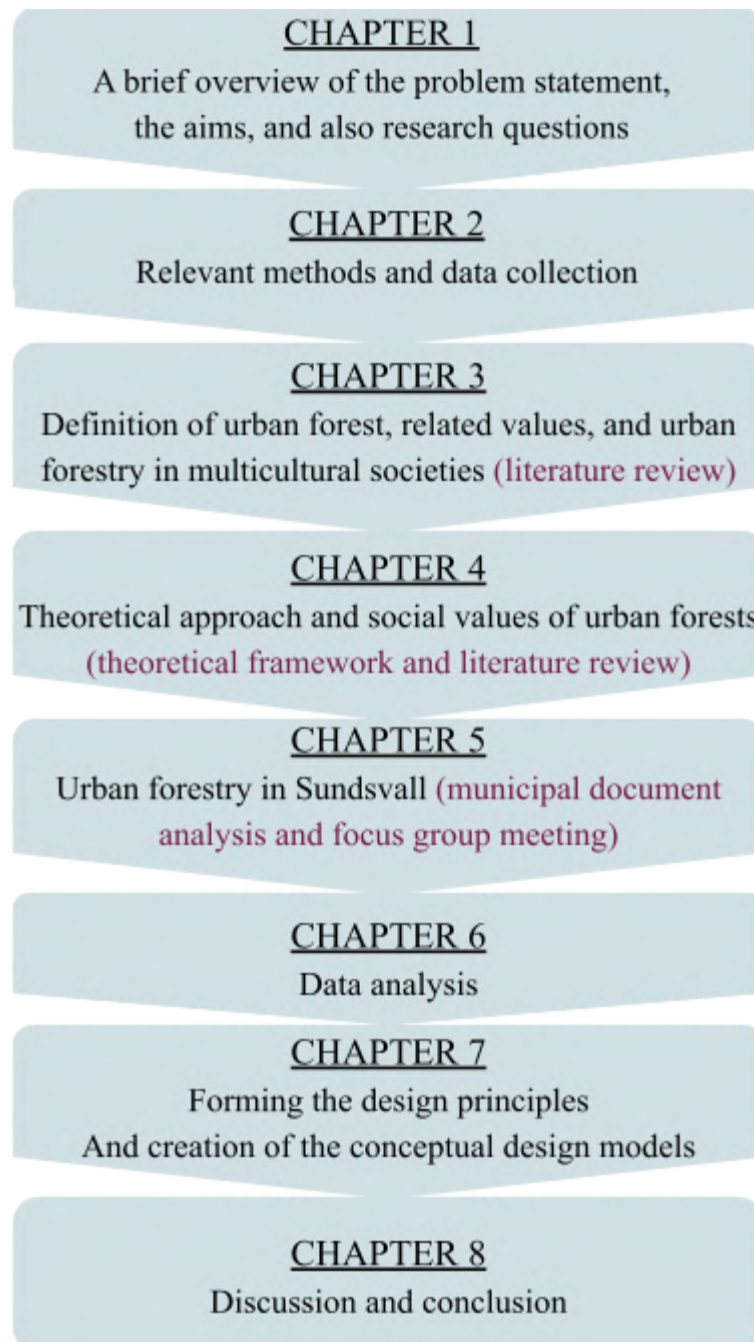 CHAPTER 1
A brief overview of the problem statement,
the aims, and also research questions
CHAPTER 2
Relevant methods and data collection
CHAPTER 3
Definition of urban forest, related values, and urban
forestry in multicultural societies (literature review)
CHAPTER 4
Theoretical approach and social values of urban forests
(theoretical framework and literature review)
CHAPTER 5
Urban forestry in Sundsvall (municipal document
analysis and focus group meeting)
CHAPTER 6
Data analysis
CHAPTER 7
Forming the design principles
And creation of the conceptual design models
CHAPTER 8
Discussion and conclusion